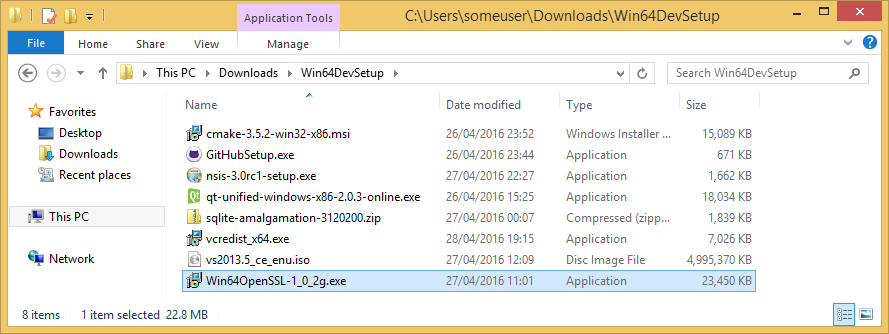 Application Tools
C:\Users\someuser\Downloads\Win64DevSetup
File Home Share View Manage
This PC Downloads Win64DevSetup Search Win64DevSetup
Favorites
Desktop
Downloads
Recent places
This PC
Network
Name Date modified Type Size
cmake-3.5.2-win32-x86.msi 26/04/2016 23:52 Windows Installer ... 15,089 KB
GitHubSetup.exe 26/04/2016 23:44 Application 671 KB
nsis-3.0rc1-setup.exe 27/04/2016 22:27 Application 1,662 KB
qt-unified-windows-x86-2.0.3-online.exe 26/04/2016 15:25 Application 18,034 KB
sqlite-amalgamation-3120200.zip 27/04/2016 00:07 Compressed (zipp... 1,839 KB
vcredist_x64.exe 28/04/2016 19:15 Application 7,026 KB
vs2013.5_ce_enu.iso 27/04/2016 12:09 Disc Image File 4,995,370 KB
Win64OpenSSL-1_0_2g.exe 27/04/2016 11:01 Application 23,450 KB
8 items 1 item selected 22.8 MB